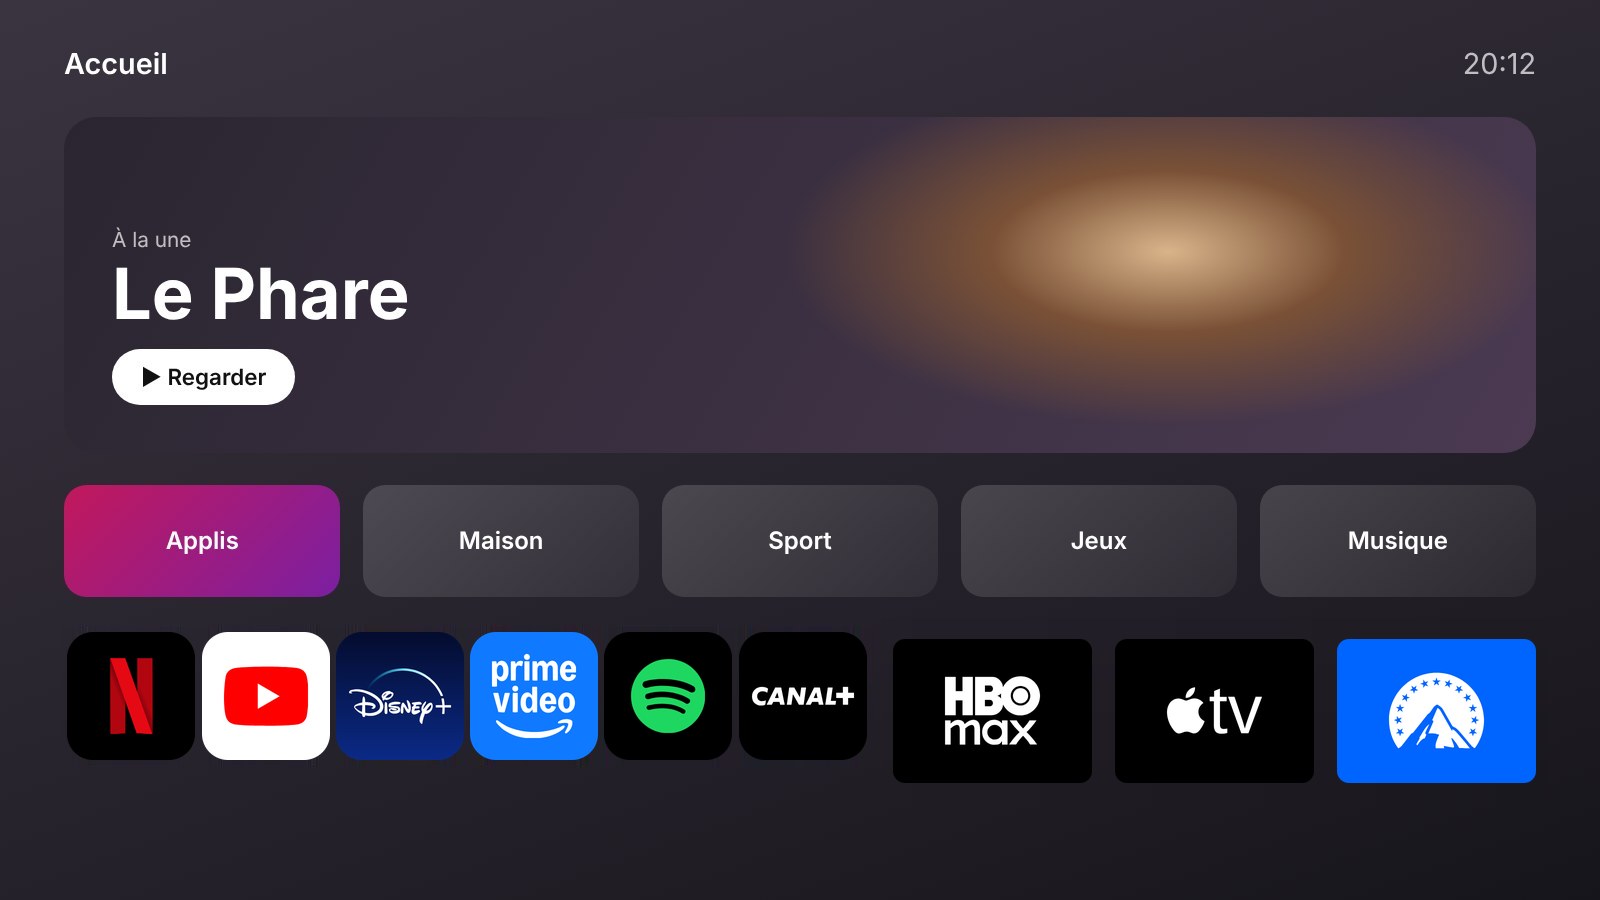 Accueil
20:12
À la une
Le Phare
Regarder
Applis
Maison
Sport
Jeux
Musique
N
Disney+
prime
video
CANAL+
HBO
max
tv